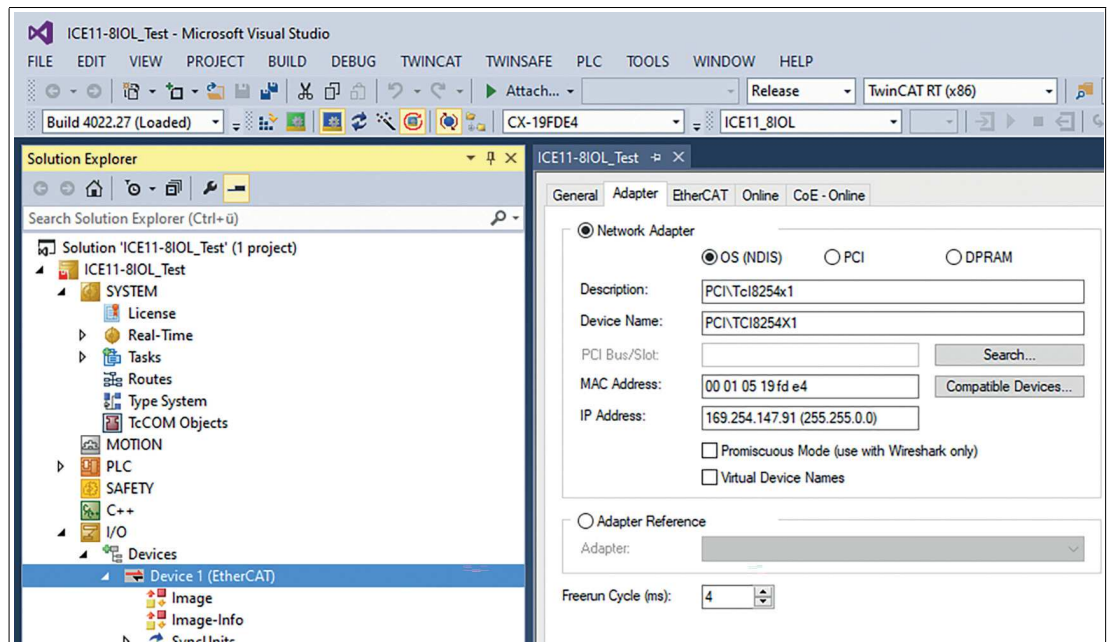 ICE11-8IOL_Test - Microsoft Visual Studio
FILE EDIT VIEW PROJECT BUILD DEBUG TWINCAT TWINSAFE PLC TOOLS WINDOW HELP
Attach... Release TwinCAT RT (x86)
Build 4022.27 (Loaded) CX-19FDE4 ICE11_8IOL
Solution Explorer
Search Solution Explorer (Ctrl+ü)
Solution 'ICE11-8IOL_Test' (1 project)
ICE11-8IOL_Test
SYSTEM
License
Real-Time
Tasks
Routes
Type System
TcCOM Objects
MOTION
PLC
SAFETY
C++
I/O
Devices
Device 1 (EtherCAT)
Image
Image-Info
SyncUnits
ICE11-8IOL_Test
General Adapter EtherCAT Online CoE - Online
Network Adapter
OS (NDIS) PCI DPRAM
Description: PCI\TcI8254x1
Device Name: PCI\TCI8254X1
PCI Bus/Slot: Search...
MAC Address: 00 01 05 19 fd e4 Compatible Devices...
IP Address: 169.254.147.91 (255.255.0.0)
Promiscuous Mode (use with Wireshark only)
Virtual Device Names
Adapter Reference
Adapter:
Freerun Cycle (ms): 4